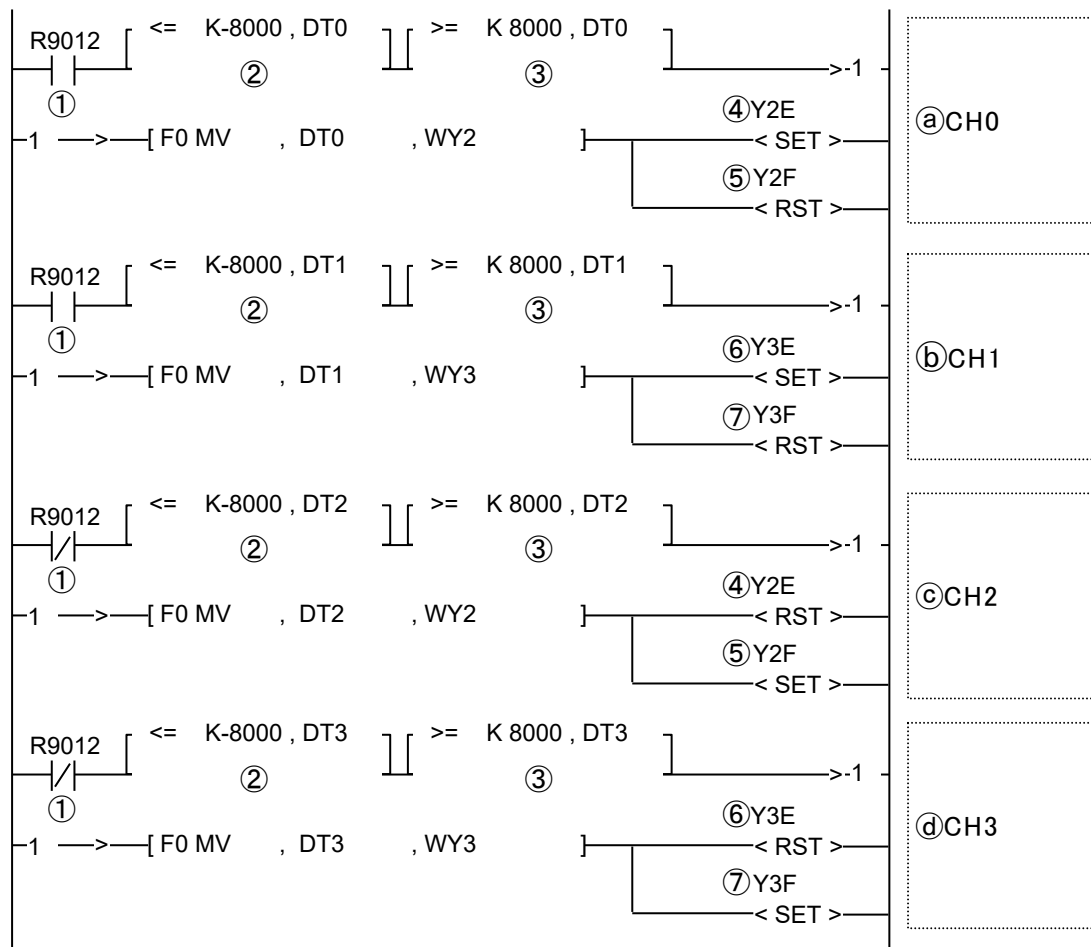 <= K-8000 , DT0 >= K 8000 , DT0
R9012
② ③ >-1
①
④Y2E
1 > [ F0 MV , DT0 , WY2 ] < SET >
ⓐCH0
⑤Y2F
< RST >
<= K-8000 , DT1 >= K 8000 , DT1
R9012
② ③ >-1
①
⑥Y3E
1 > [ F0 MV , DT1 , WY3 ] < SET >
ⓑCH1
⑦Y3F
< RST >
<= K-8000 , DT2 >= K 8000 , DT2
R9012
② ③ >-1
①
④Y2E
1 > [ F0 MV , DT2 , WY2 ] < RST >
ⓒCH2
⑤Y2F
< SET >
<= K-8000 , DT3 >= K 8000 , DT3
R9012
② ③ >-1
①
⑥Y3E
1 > [ F0 MV , DT3 , WY3 ] < RST >
ⓓCH3
⑦Y3F
< SET >